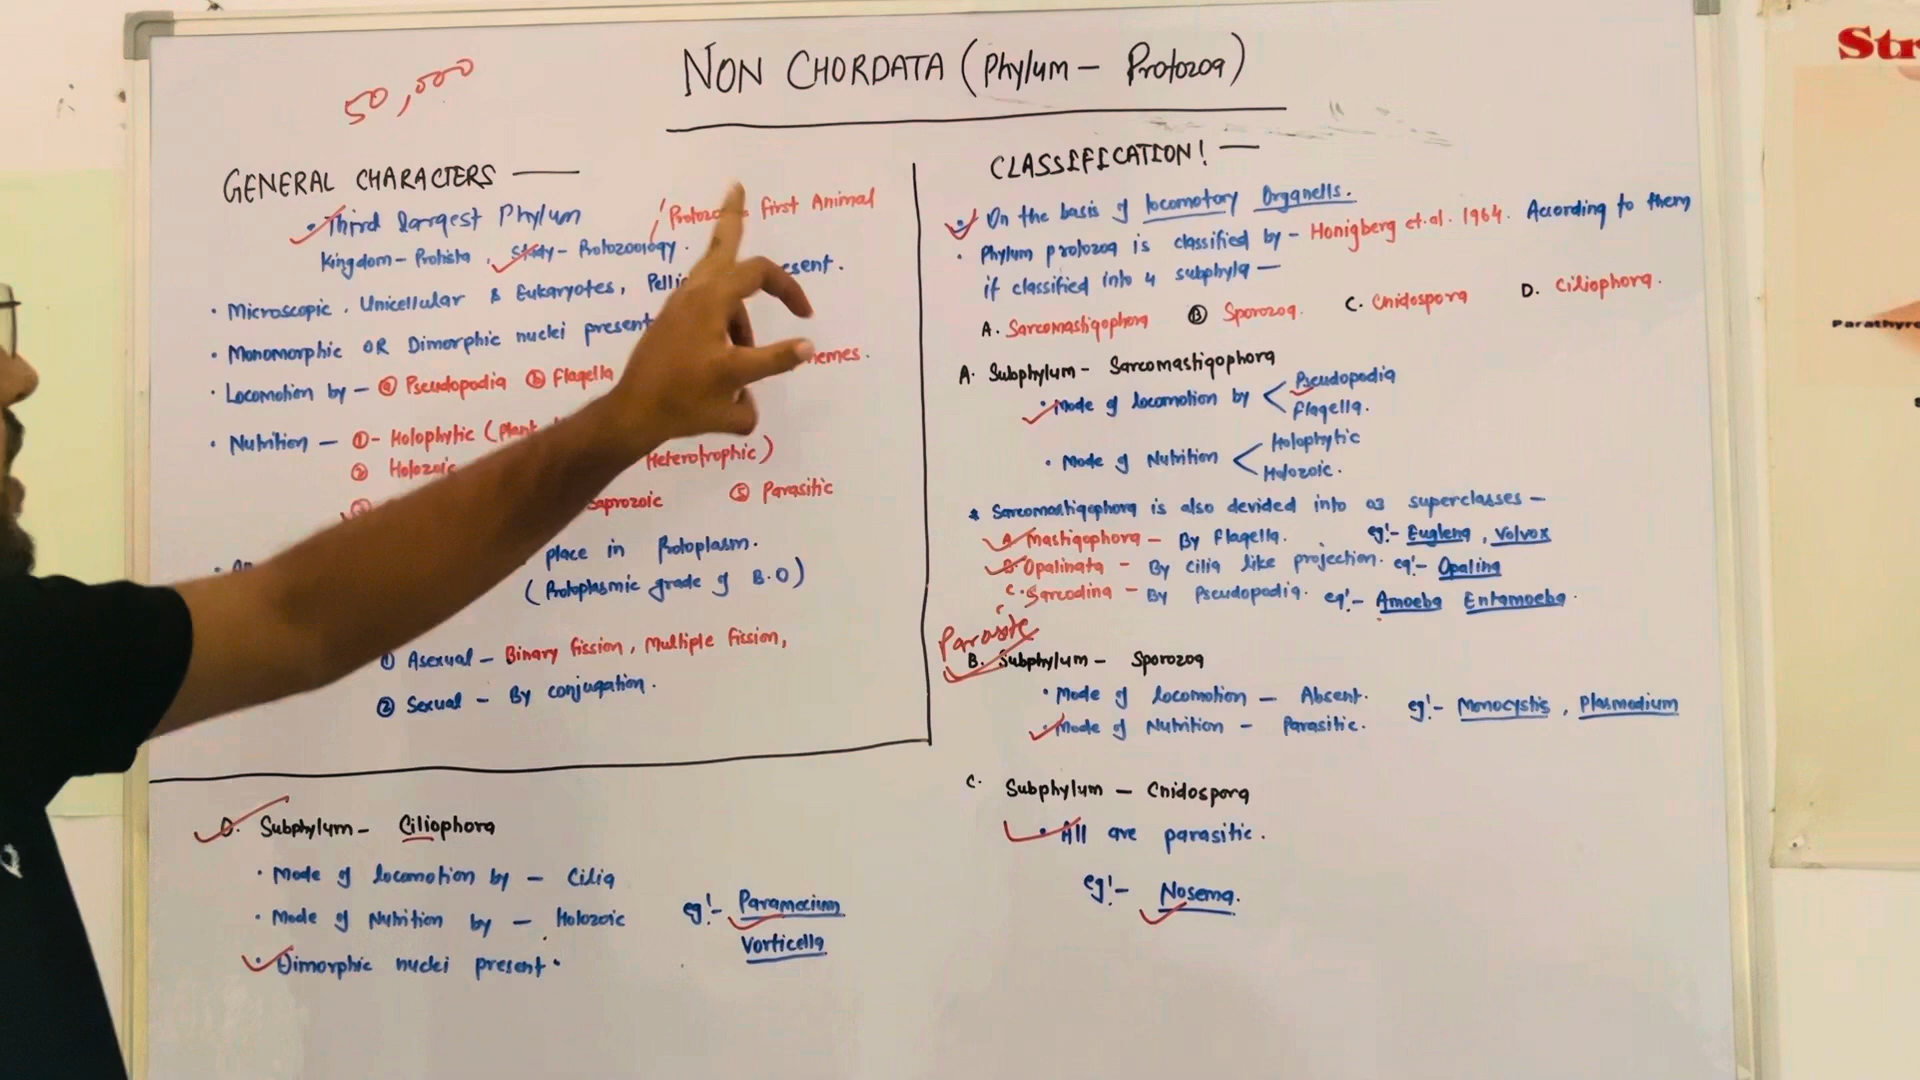 NON CHORDATA (Phylum - Protozoa)
50,000
GENERAL CHARACTERS —
• Third largest Phylum
Protozoa = first Animal
Kingdom - Protista, Study - Protozoology.
• Microscopic, Unicellular & Eukaryotes,
• Monomorphic OR Dimorphic nuclei present
• Locomotion by - ⓐ Pseudopodia ⓑ Flagella
• Nutrition - ①- Holophytic (Plant
② Holozoic Heterotrophic)
Saprozoic ⑤ Parasitic
place in Protoplasm.
(Protoplasmic grade of B.O)
① Asexual - Binary fission, Multiple fission,
② Sexual - By conjugation.
D. Subphylum - Ciliophora
• Mode of locomotion by - Cilia
• Mode of Nutrition by - Holozoic
• Dimorphic nuclei present •
eg!- Paramecium
Vorticella
CLASSIFICATION! —
• On the basis of locomotory Organells.
• Phylum protozoa is classified by - Honigberg et.al. 1964. According to them
if classified into 4 subphyla —
A. Sarcomastigophora Ⓑ Sporozoa. C. Cnidospora D. Ciliophora.
A. Subphylum - Sarcomastigophora
• Mode of locomotion by < Pseudopodia
Flagella.
• Mode of Nutrition < Holophytic
Holozoic.
* Sarcomastigophora is also devided into 03 superclasses -
A. Mastigophora - By flagella. eg!- Euglena, Volvox
B. Opalinata - By cilia like projection. eg!- Opalina
C. Sarcodina - By Pseudopodia. eg!- Amoeba Entamoeba.
Parasite
B. Subphylum - Sporozoa
• Mode of locomotion - Absent.
• Mode of Nutrition - Parasitic.
eg!- Monocystis, Plasmodium
C. Subphylum - Cnidospora
• All are parasitic.
eg!- Nosema.
Str
Parathyr